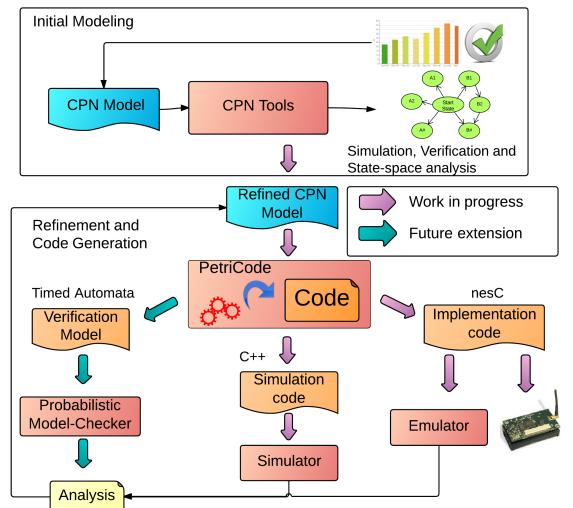 Initial Modeling
CPN Model
CPN Tools
A1
B1
A2
Start
State
B2
A#
B#
Simulation, Verification and
State-space analysis
Refined CPN
Model
Work in progress
Future extension
Refinement and
Code Generation
PetriCode
Code
Timed Automata
Verification
Model
nesC
Implementation
code
C++
Simulation
code
Probabilistic
Model-Checker
Emulator
Simulator
Analysis